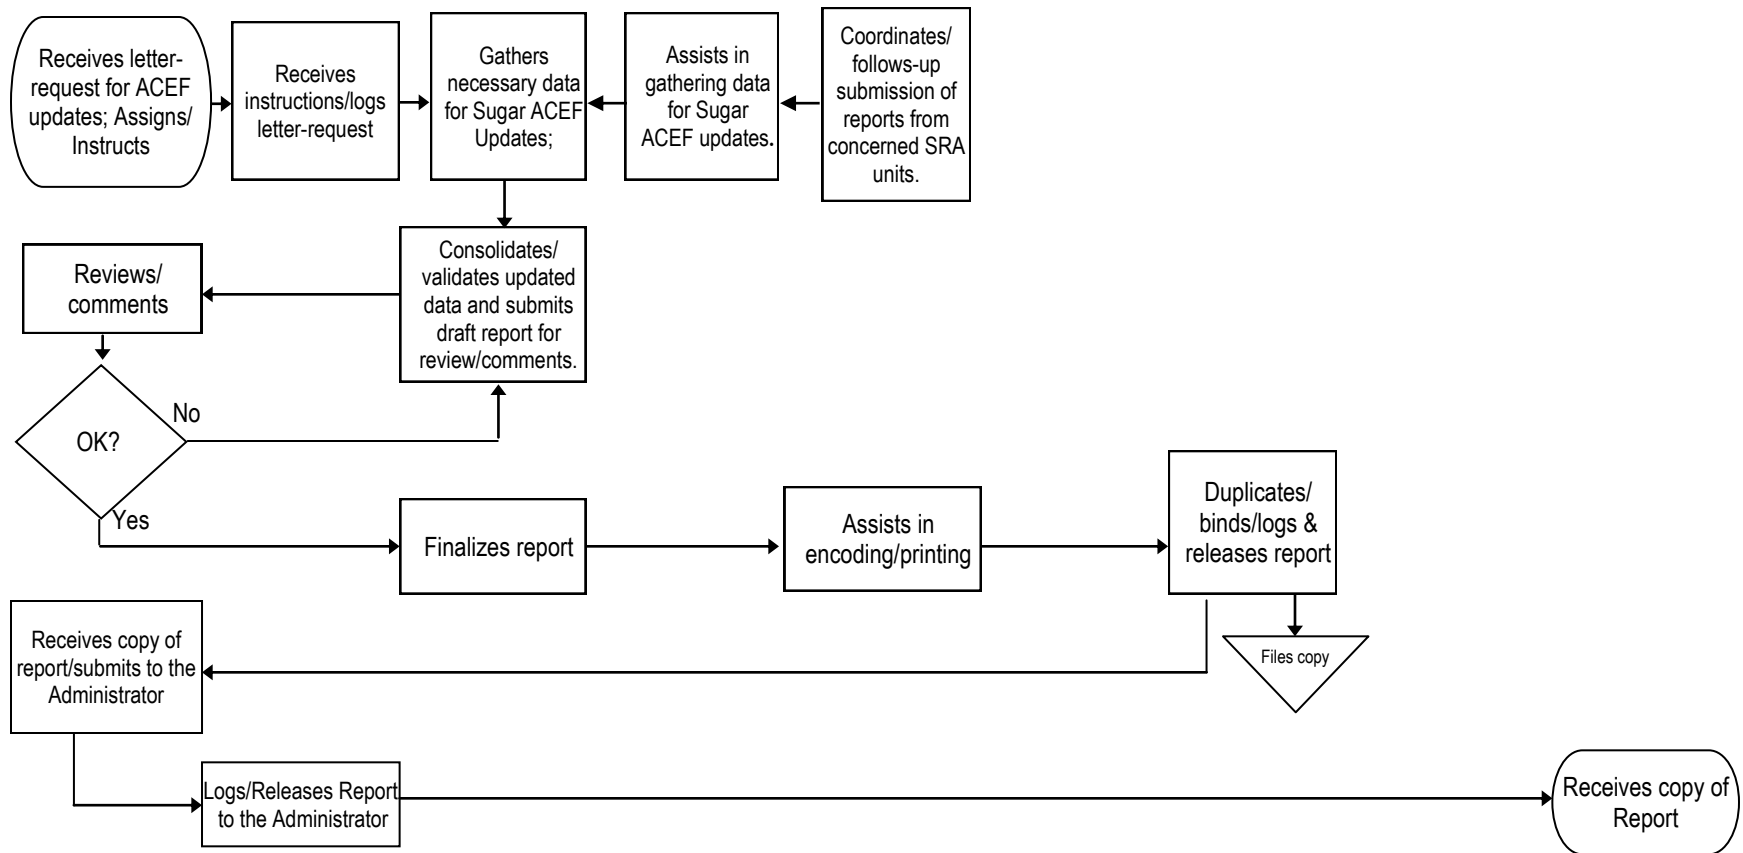 Receives letter-
request for ACEF
updates; Assigns/
Instructs
Receives
instructions/logs
letter-request
Gathers
necessary data
for Sugar ACEF
Updates;
Assists in
gathering data
for Sugar
ACEF updates.
Coordinates/
follows-up
submission of
reports from
concerned SRA
units.
Reviews/
comments
Consolidates/
validates updated
data and submits
draft report for
review/comments.
OK?
No
Yes
Finalizes report
Assists in
encoding/printing
Duplicates/
binds/logs &
releases report
Files copy
Receives copy of
report/submits to the
Administrator
Logs/Releases Report
to the Administrator
Receives copy of
Report